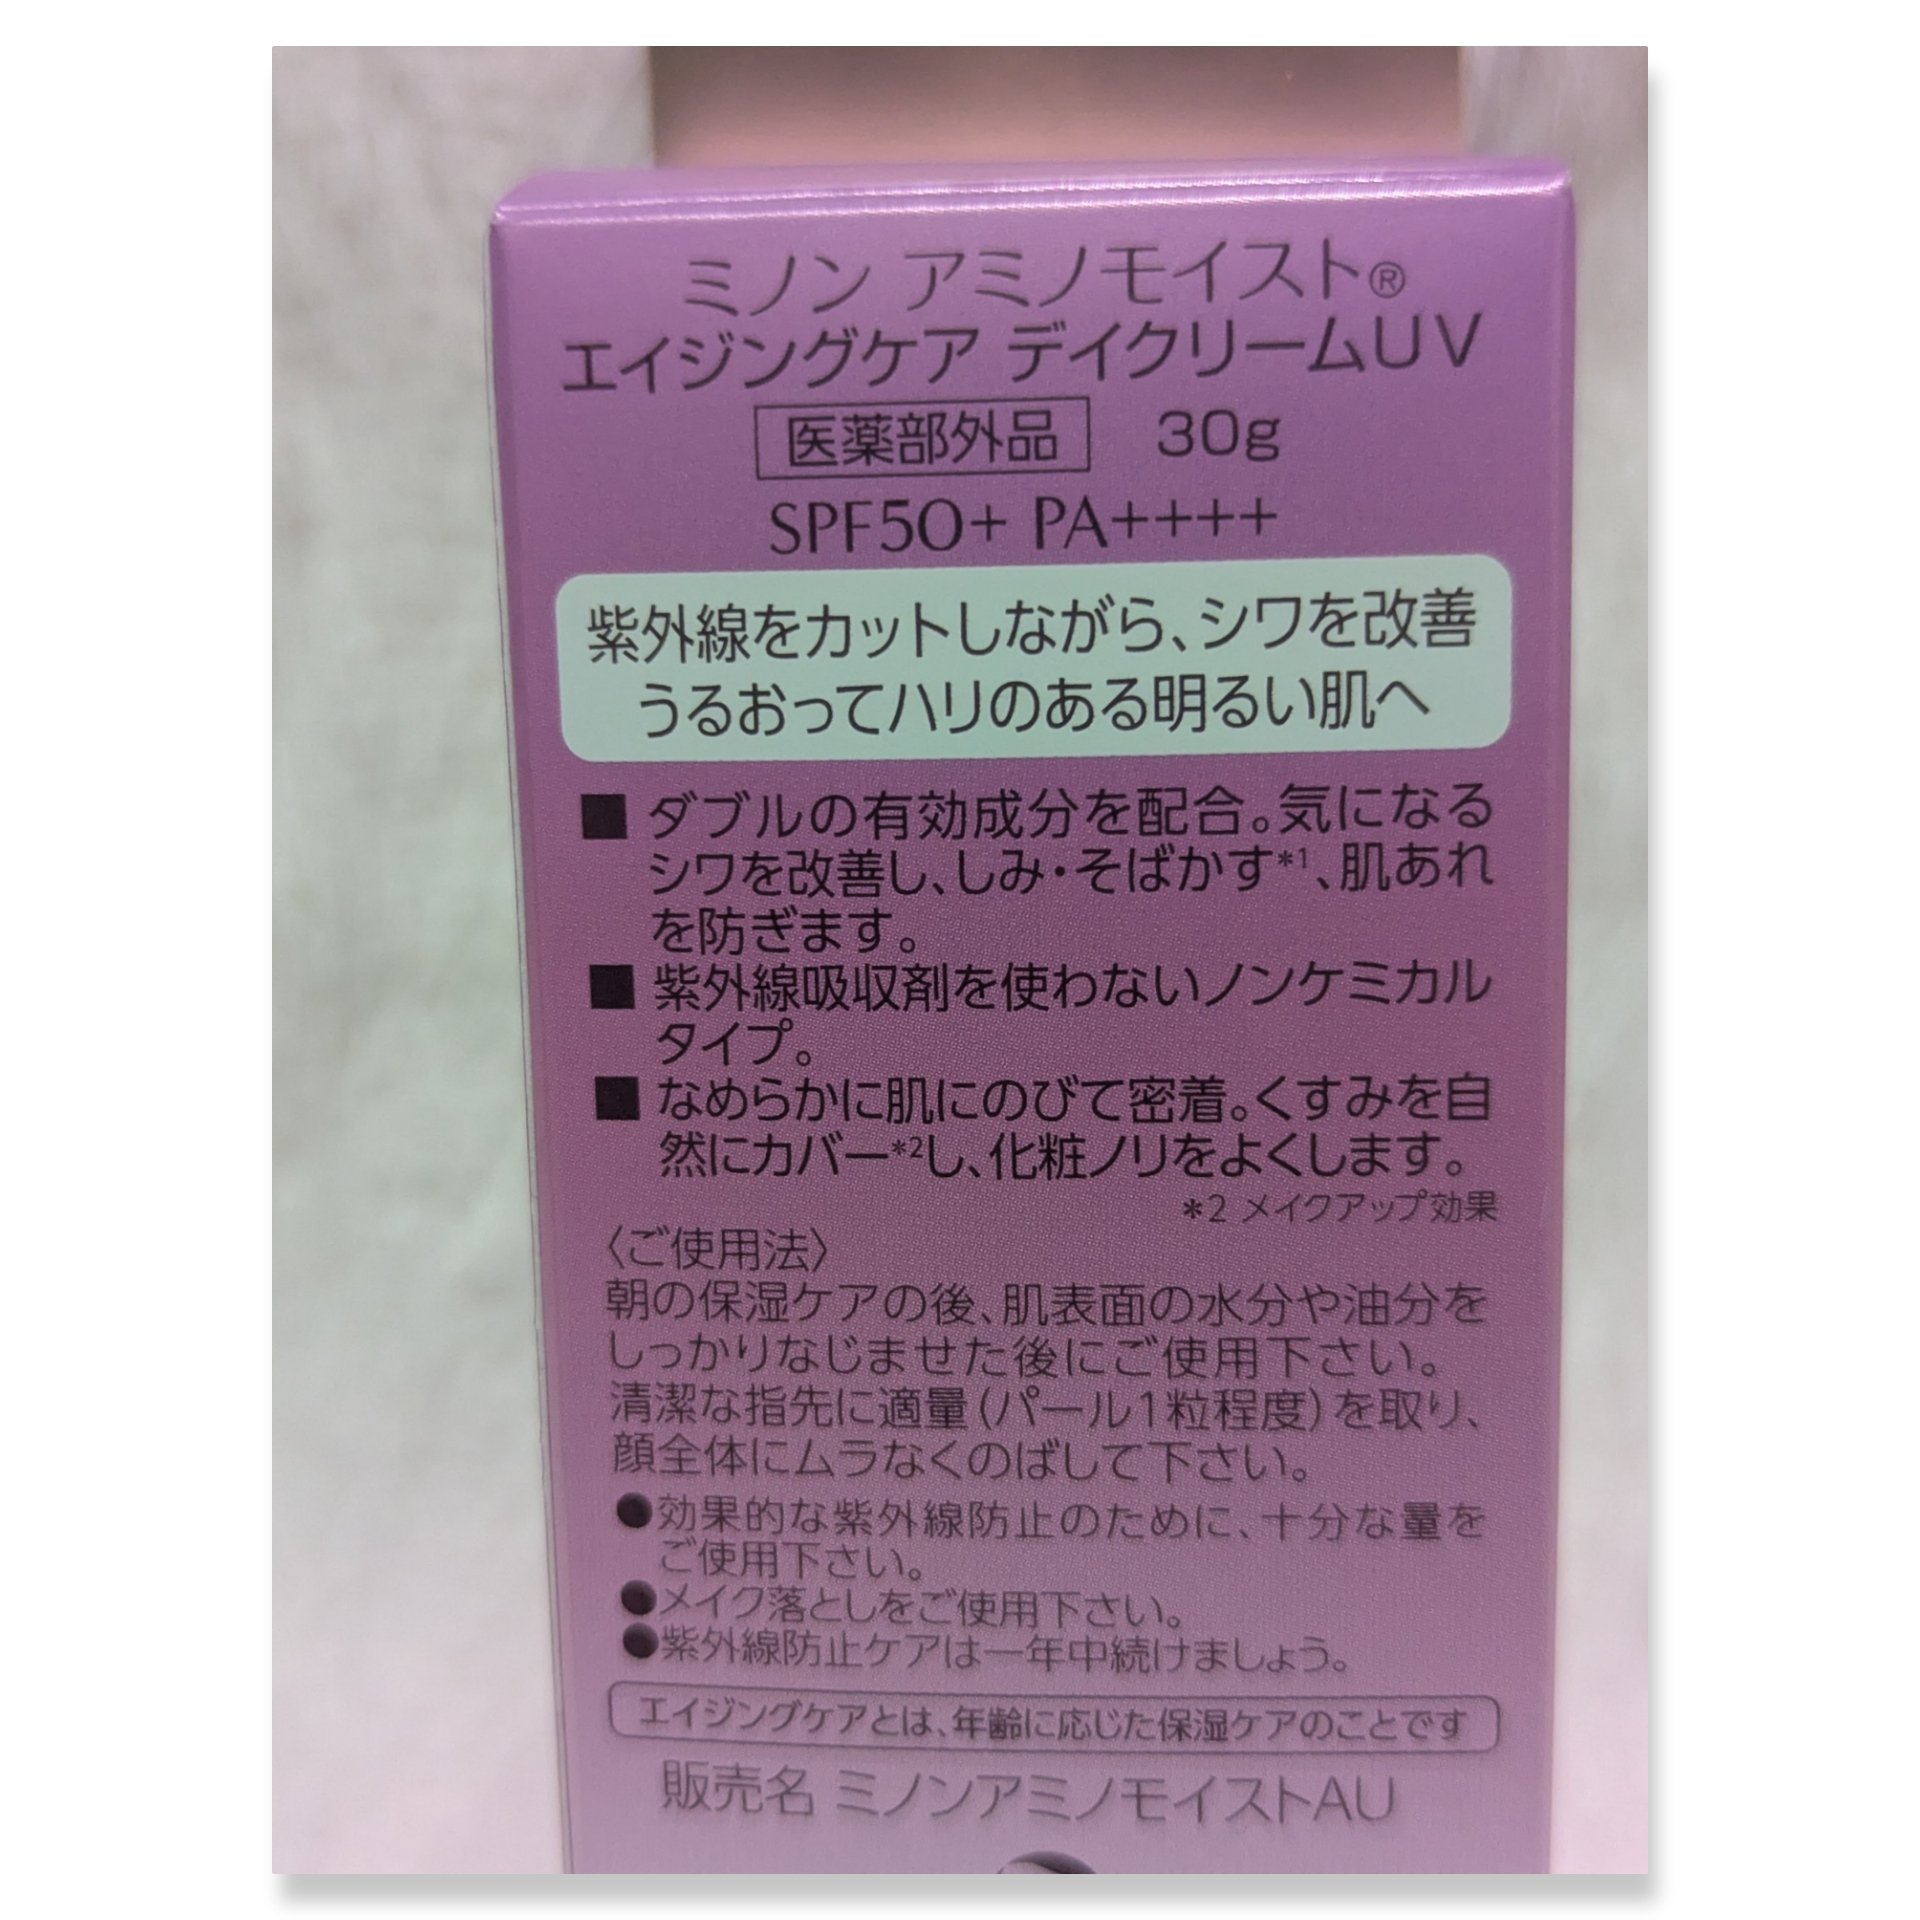 ミノン アミノモイスト®
エイジングケア デイクリームUV
医薬部外品 30g
SPF50+ PA++++
紫外線をカットしながら、シワを改善
うるおってハリのある明るい肌へ
■ ダブルの有効成分を配合。気になる
シワを改善し、しみ・そばかす*1、肌あれ
を防ぎます。
■ 紫外線吸収剤を使わないノンケミカル
タイプ。
■ なめらかに肌にのびて密着。くすみを自
然にカバー*2し、化粧ノリをよくします。
*2 メイクアップ効果
〈ご使用法〉
朝の保湿ケアの後、肌表面の水分や油分を
しっかりなじませた後にご使用下さい。
清潔な指先に適量(パール1粒程度)を取り、
顔全体にムラなくのばして下さい。
●効果的な紫外線防止のために、十分な量を
ご使用下さい。
●メイク落としをご使用下さい。
●紫外線防止ケアは一年中続けましょう。
エイジングケアとは、年齢に応じた保湿ケアのことです
販売名 ミノンアミノモイストAU